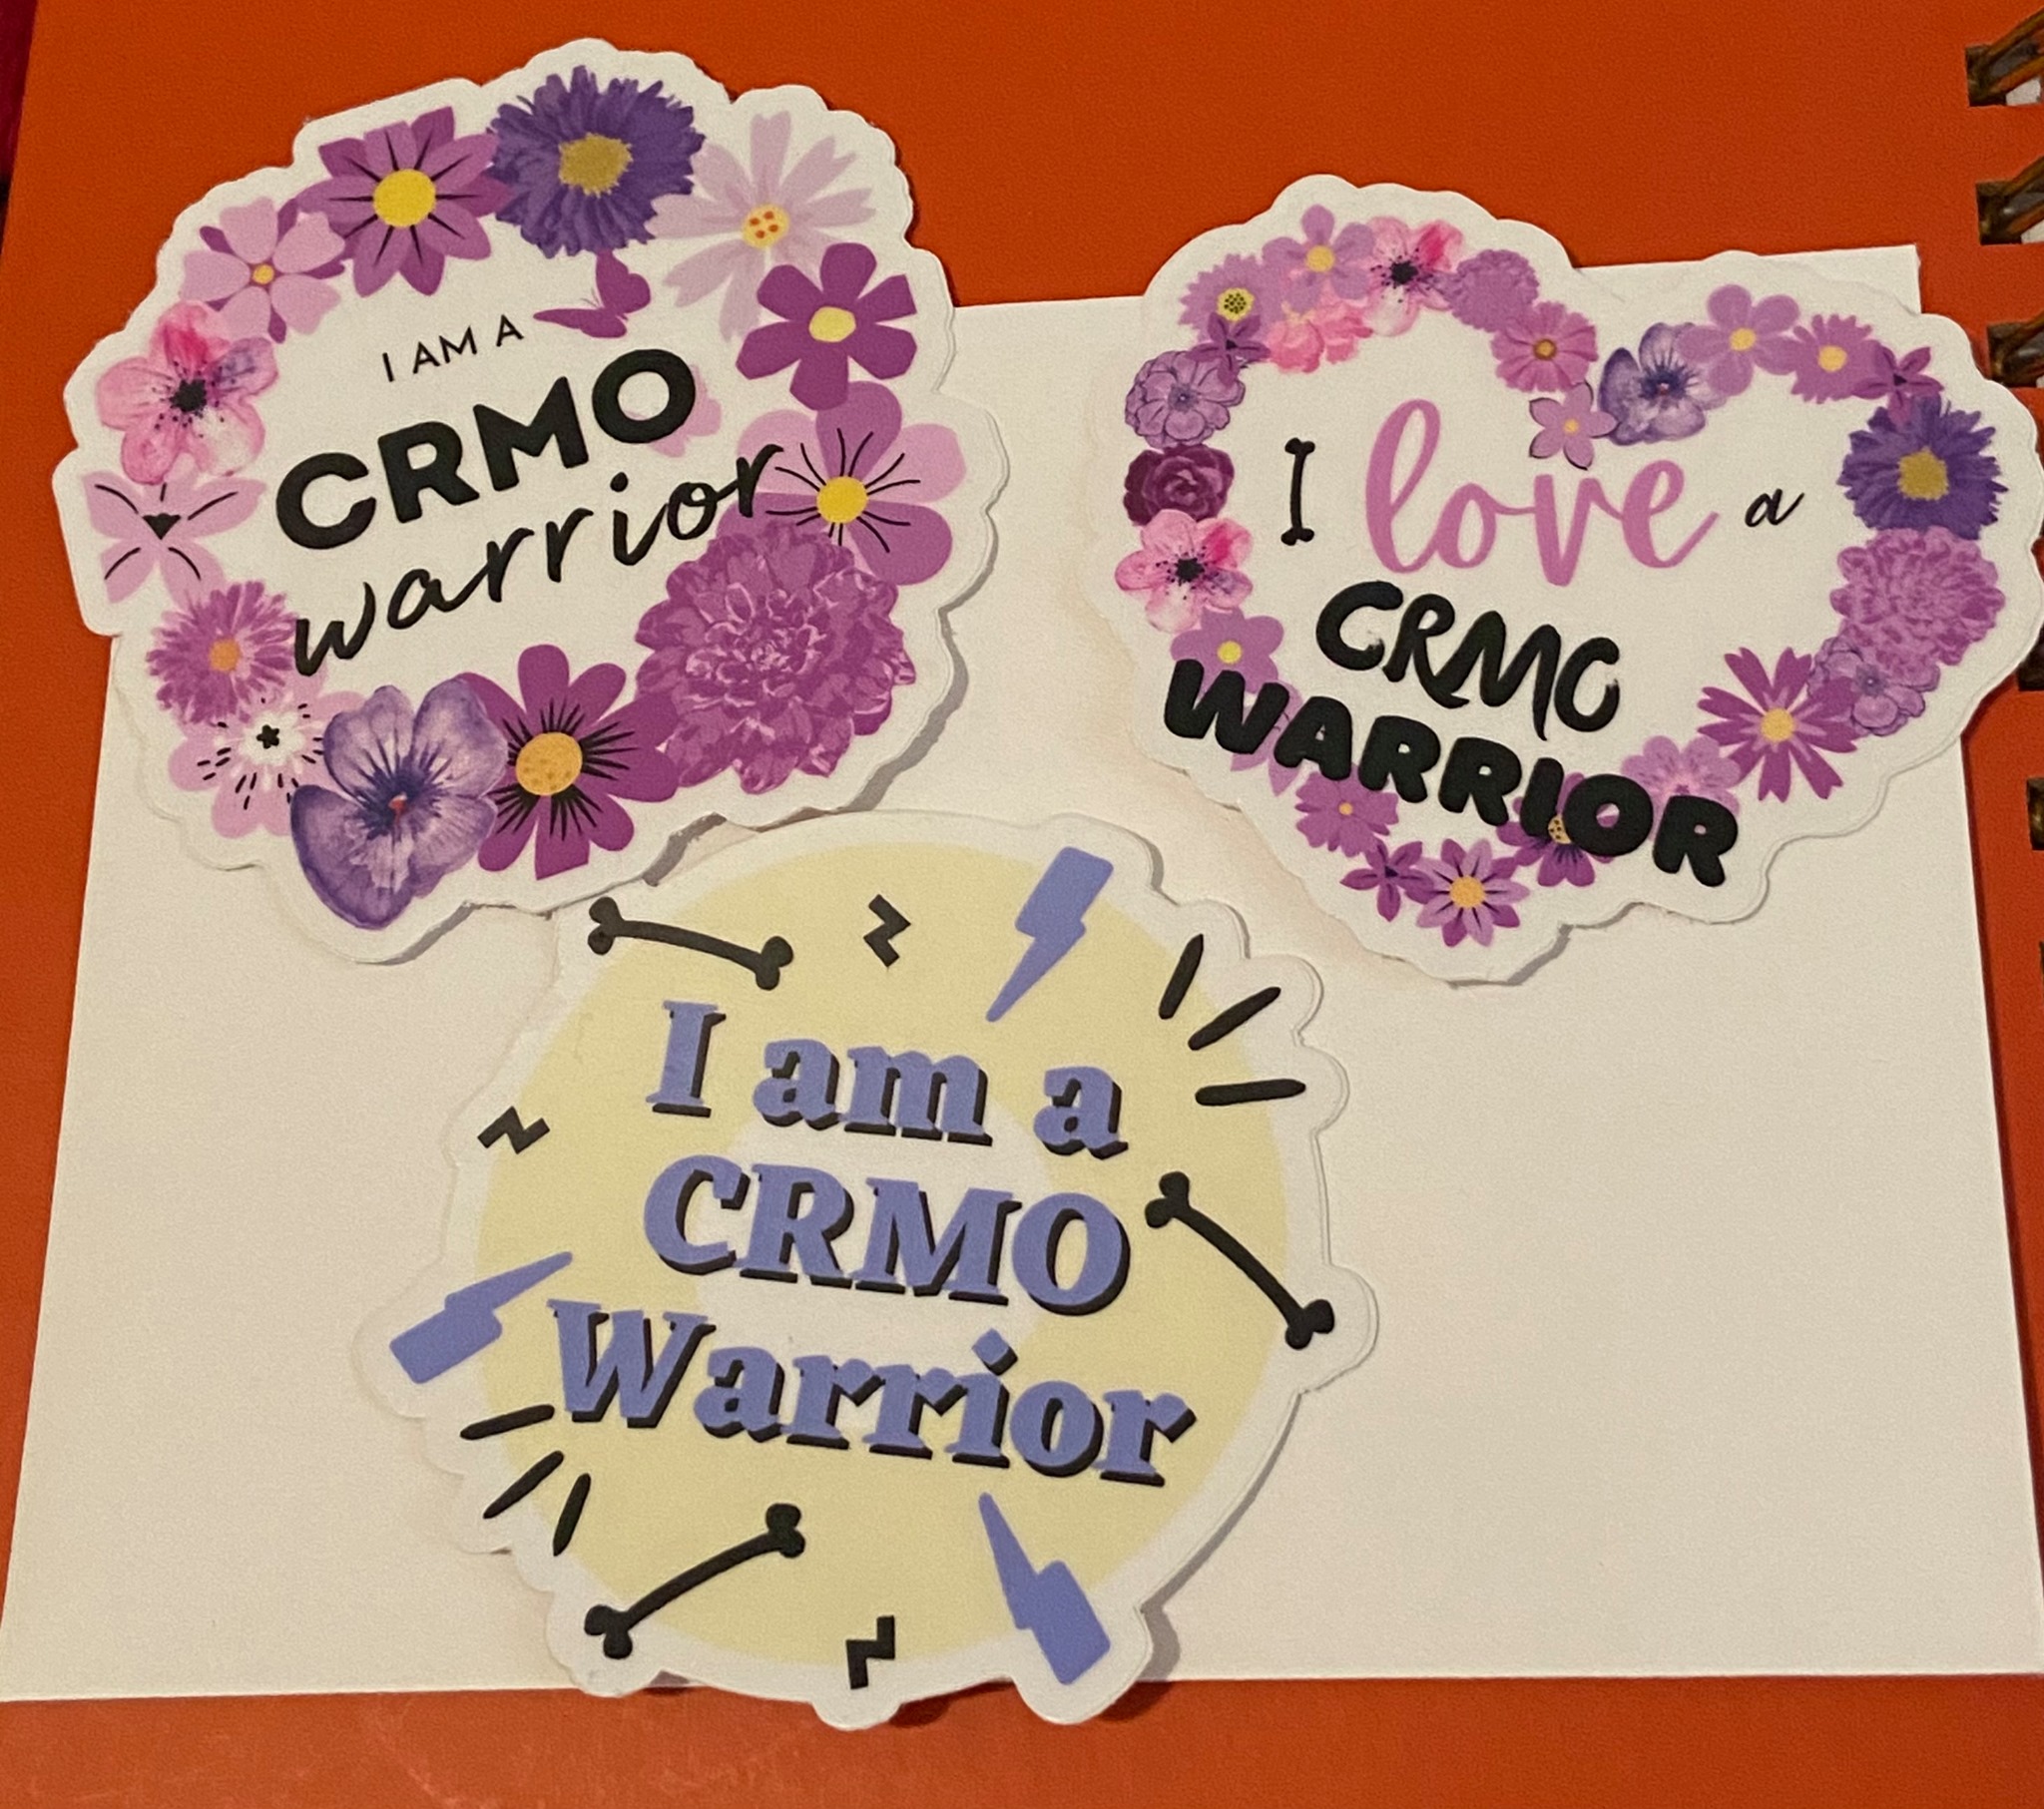 I AM A
CRMO
warrior
I love a
CRMO
WARRIOR
I am a
CRMO
Warrior